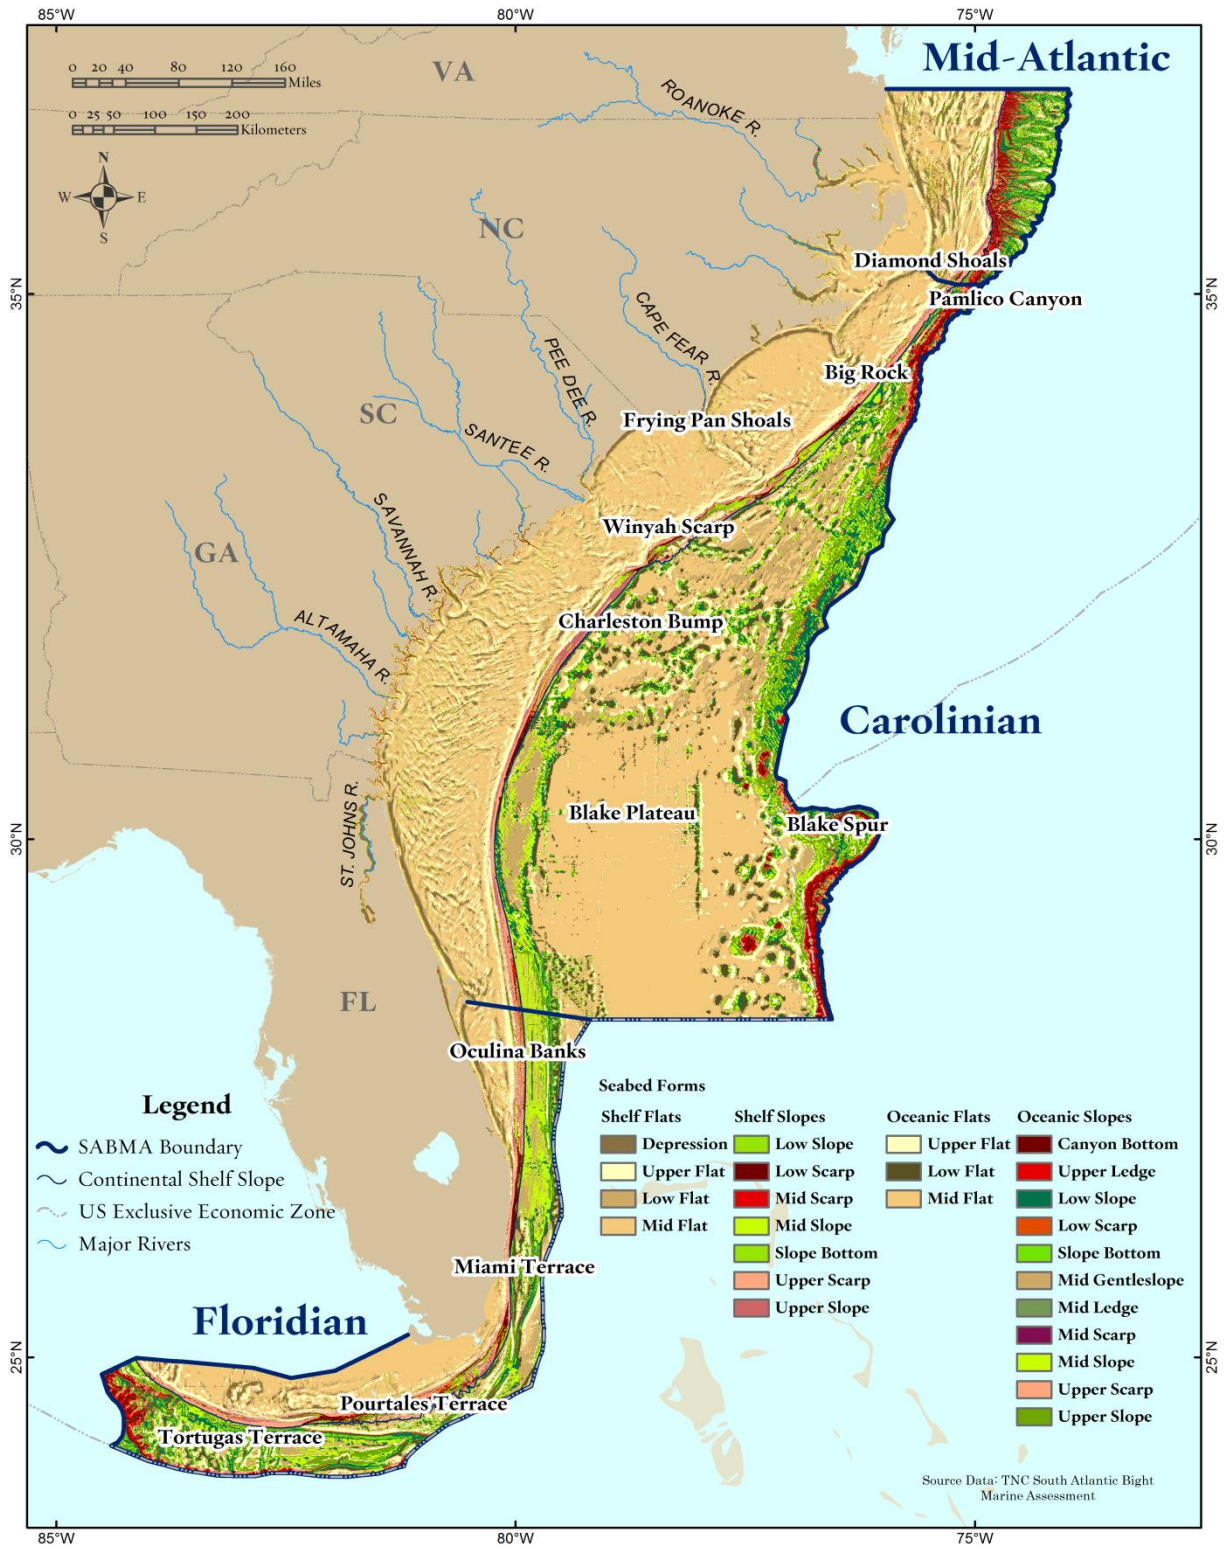 85°W 80°W 75°W
Mid-Atlantic
0 20 40 80 120 160
Miles
0 25 50 100 150 200
Kilometers
N
W E
S
VA
ROANOKE R.
NC
Diamond Shoals
35°N 35°N
Pamlico Canyon
CAPE FEAR R.
PEE DEE R.
Big Rock
SC
Frying Pan Shoals
SANTEE R.
SAVANNAH R.
Winyah Scarp
GA
ALTAMAHA R.
Charleston Bump
Carolinian
ST. JOHNS R.
Blake Plateau
Blake Spur
30°N 30°N
FL
Oculina Banks
Legend
SABMA Boundary
Continental Shelf Slope
US Exclusive Economic Zone
Major Rivers
Seabed Forms
Shelf Flats
Depression
Upper Flat
Low Flat
Mid Flat
Shelf Slopes
Low Slope
Low Scarp
Mid Scarp
Mid Slope
Slope Bottom
Upper Scarp
Upper Slope
Oceanic Flats
Upper Flat
Low Flat
Mid Flat
Oceanic Slopes
Canyon Bottom
Upper Ledge
Low Slope
Low Scarp
Slope Bottom
Mid Gentleslope
Mid Ledge
Mid Scarp
Mid Slope
Upper Scarp
Upper Slope
Miami Terrace
Floridian
25°N 25°N
Pourtales Terrace
Tortugas Terrace
Source Data: TNC South Atlantic Bight
Marine Assessment
85°W 80°W 75°W